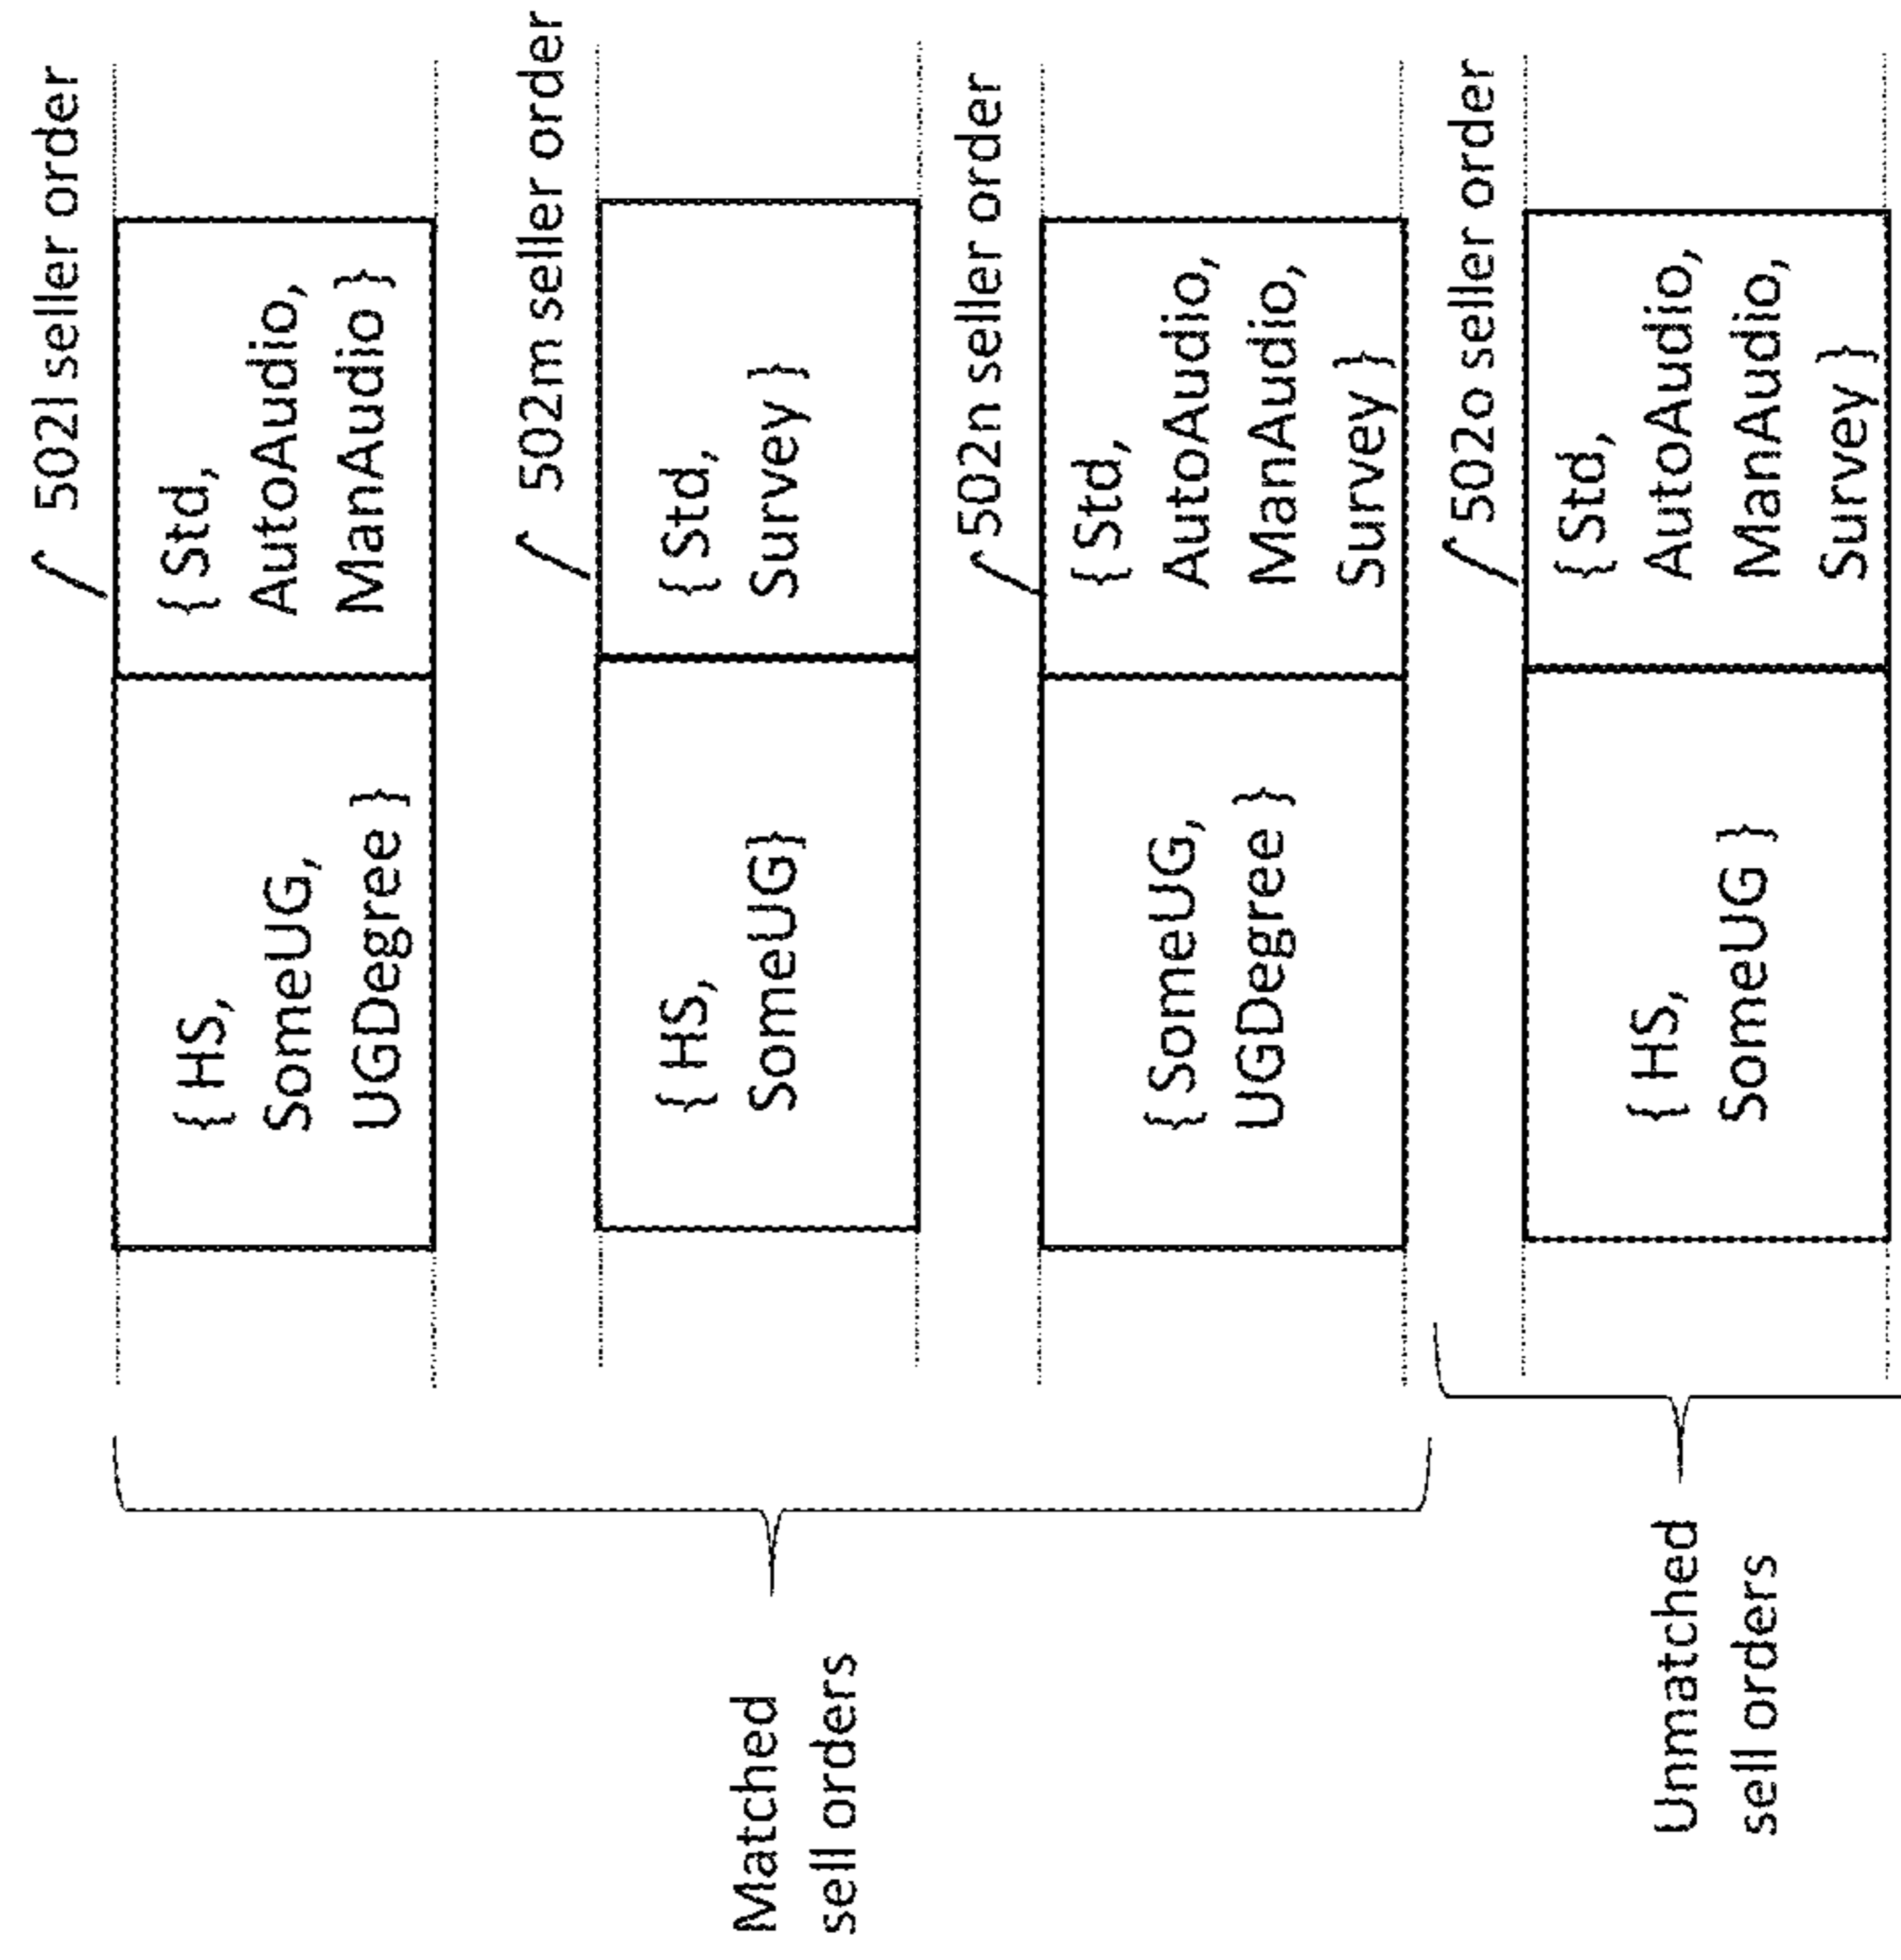 502l seller order
{ HS,
SomeUG,
UGDegree }
{ Std,
AutoAudio,
ManAudio }
502m seller order
{ HS,
SomeUG}
{ Std,
Survey }
Matched
sell orders
502n seller order
{ SomeUG,
UGDegree }
{ Std,
AutoAudio,
ManAudio,
Survey }
502o seller order
{ HS,
SomeUG }
{ Std,
AutoAudio,
ManAudio,
Survey }
Unmatched
sell orders